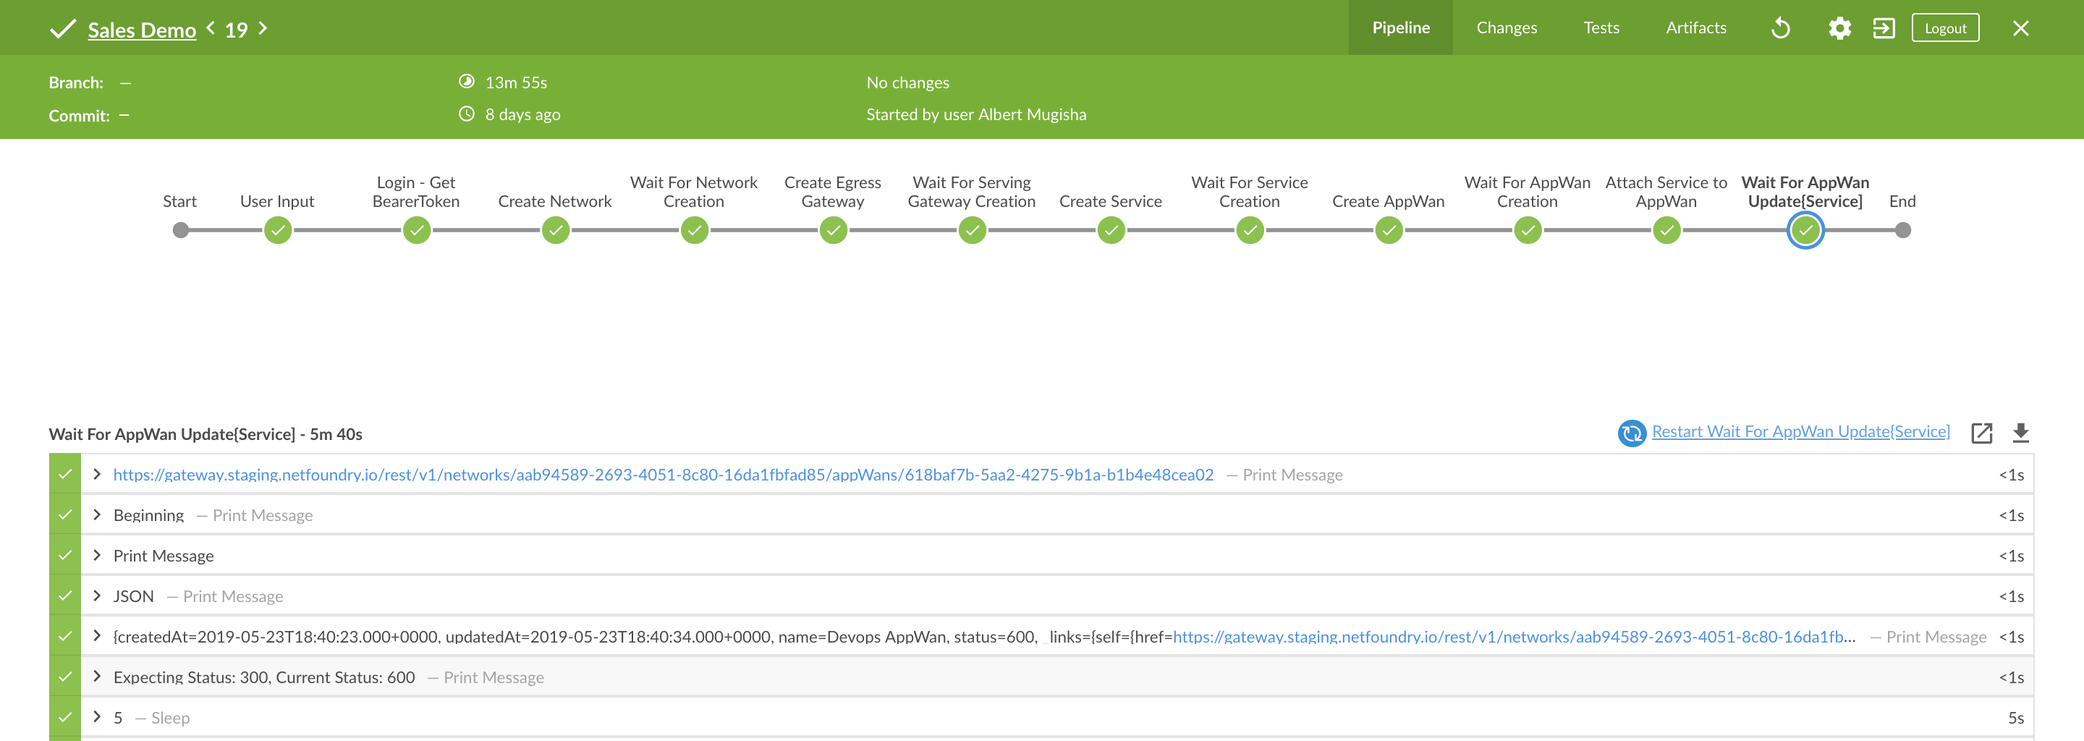 Sales Demo < 19 >
Pipeline Changes Tests Artifacts Logout
Branch: —
13m 55s
No changes
Commit: —
8 days ago
Started by user Albert Mugisha
Start
User Input
Login - Get
BearerToken
Create Network
Wait For Network
Creation
Create Egress
Gateway
Wait For Serving
Gateway Creation
Create Service
Wait For Service
Creation
Create AppWan
Wait For AppWan
Creation
Attach Service to
AppWan
Wait For AppWan
Update{Service]
End
Wait For AppWan Update{Service] - 5m 40s
Restart Wait For AppWan Update{Service]
https://gateway.staging.netfoundry.io/rest/v1/networks/aab94589-2693-4051-8c80-16da1fbfad85/appWans/618baf7b-5aa2-4275-9b1a-b1b4e48cea02 — Print Message <1s
Beginning — Print Message <1s
Print Message <1s
JSON — Print Message <1s
{createdAt=2019-05-23T18:40:23.000+0000, updatedAt=2019-05-23T18:40:34.000+0000, name=Devops AppWan, status=600, _links={self={href=https://gateway.staging.netfoundry.io/rest/v1/networks/aab94589-2693-4051-8c80-16da1fb... — Print Message <1s
Expecting Status: 300, Current Status: 600 — Print Message <1s
5 — Sleep 5s